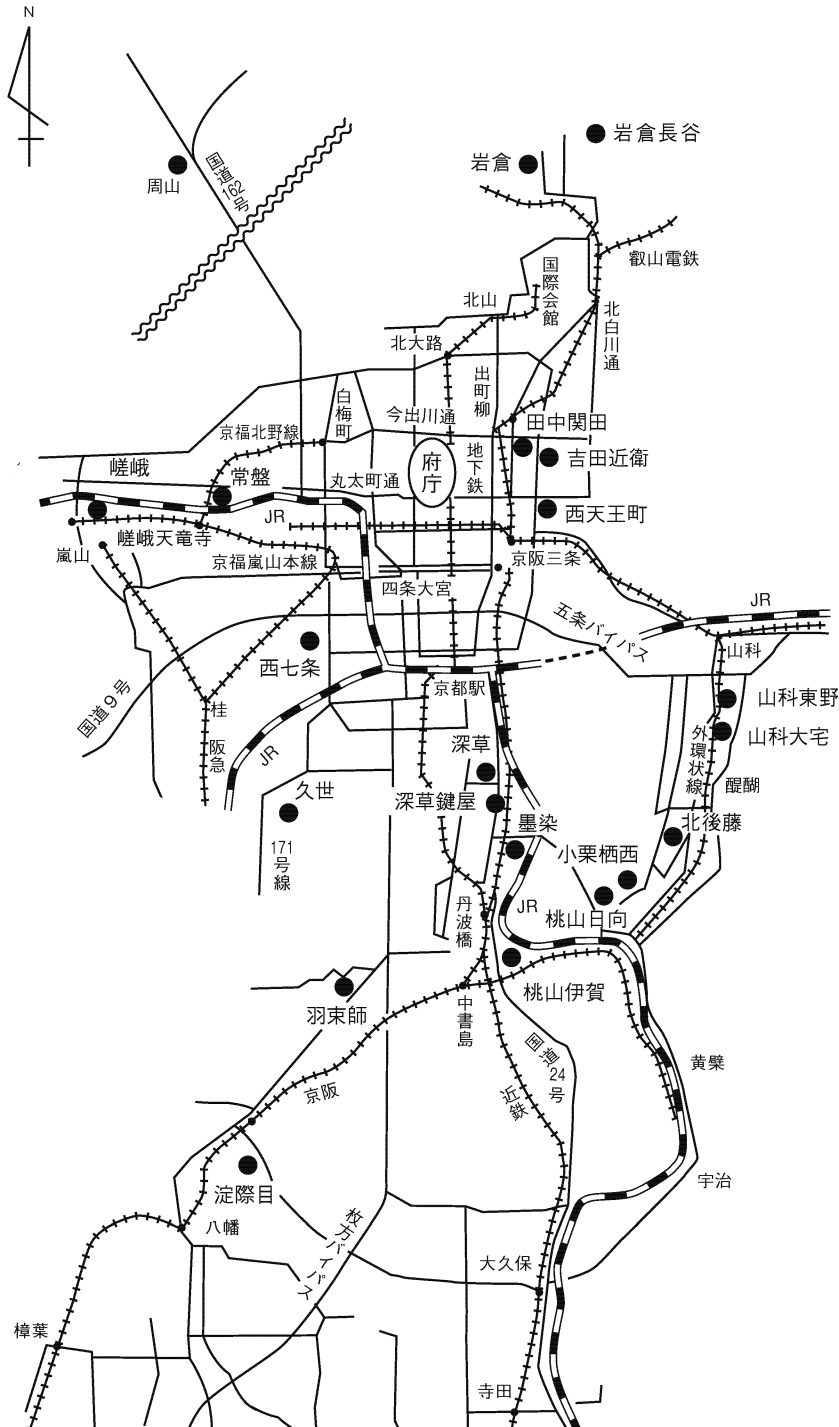 N
岩倉長谷
岩倉
周山
国道162号
叡山電鉄
国際会館
北山
北白川通
北大路
出町柳
白梅町
今出川通
田中関田
京福北野線
府庁
地下鉄
吉田近衛
嵯峨
常盤
丸太町通
西天王町
JR
嵐山
嵯峨天竜寺
京福嵐山本線
京阪三条
四条大宮
JR
五条バイパス
山科
西七条
京都駅
山科東野
国道9号
桂
阪急
JR
深草
外環状線
山科大宅
醍醐
久世
深草鍵屋
墨染
北後藤
171号線
小栗栖西
丹波橋
JR
桃山日向
羽束師
中書島
桃山伊賀
国道24号
黄檗
京阪
近鉄
宇治
淀際目
八幡
枚方バイパス
大久保
樟葉
寺田